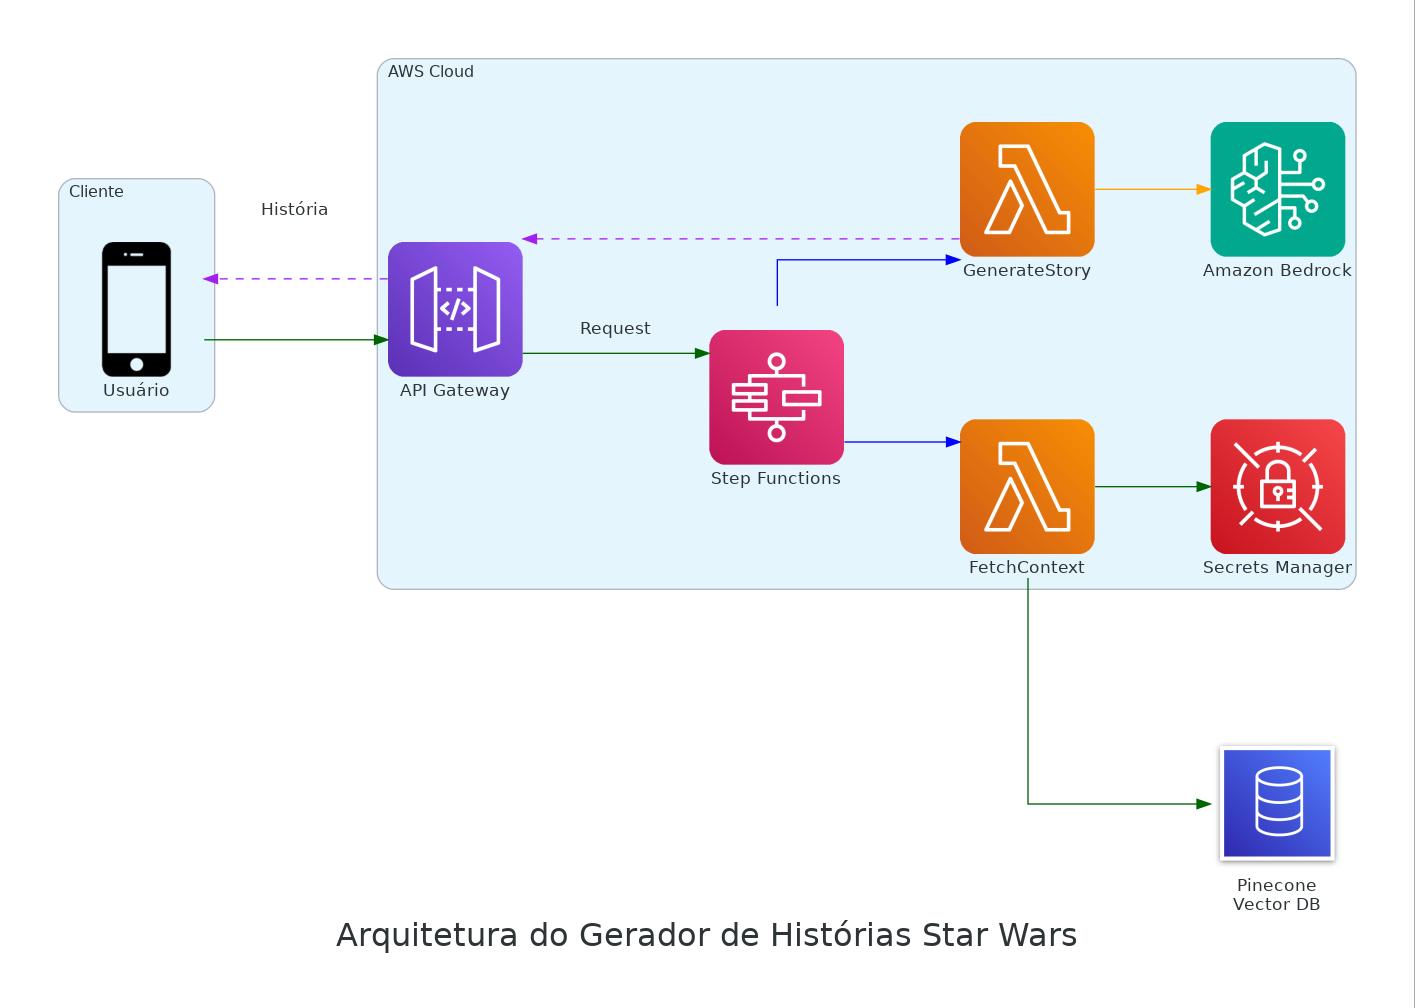 AWS Cloud
Cliente
História
GenerateStory
Amazon Bedrock
Request
Usuário
API Gateway
Step Functions
FetchContext
Secrets Manager
Pinecone
Vector DB
Arquitetura do Gerador de Histórias Star Wars